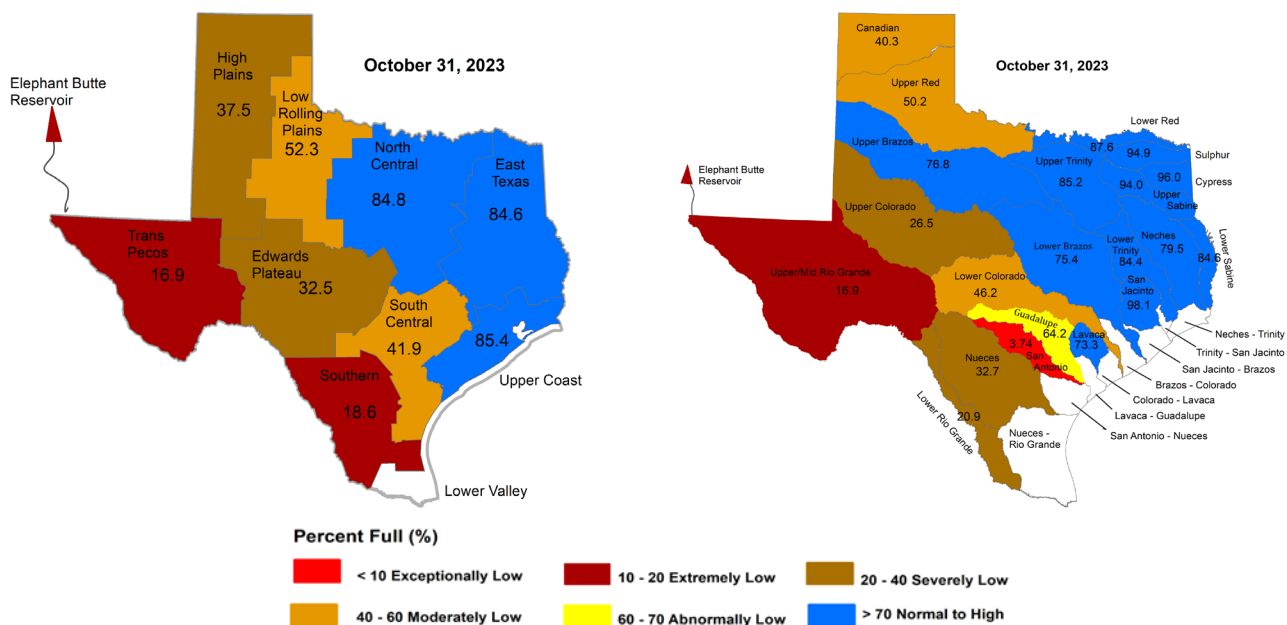 October 31, 2023
Elephant Butte
Reservoir
High
Plains
37.5
Low
Rolling
Plains
52.3
North
Central
84.8
East
Texas
84.6
Trans
Pecos
16.9
Edwards
Plateau
32.5
South
Central
41.9
85.4
Upper Coast
Southern
18.6
Lower Valley
October 31, 2023
Elephant Butte
Reservoir
Canadian
40.3
Upper Red
50.2
Lower Red
87.6
Upper Brazos
76.8
Upper Trinity
85.2
94.9
Sulphur
96.0
Cypress
94.0
Upper
Sabine
Upper Colorado
26.5
Lower Brazos
75.4
Lower
Trinity
84.4
Neches
79.5
84.6
Lower Sabine
San
Jacinto
98.1
Upper/Mid Rio Grande
16.9
Lower Colorado
46.2
Guadalupe
64.2
Lavaca
73.3
3.74
San
Antonio
Nueces
32.7
20.9
Lower Rio Grande
Nueces -
Rio Grande
Neches - Trinity
Trinity - San Jacinto
San Jacinto - Brazos
Brazos - Colorado
Colorado - Lavaca
Lavaca - Guadalupe
San Antonio - Nueces
Percent Full (%)
< 10 Exceptionally Low
10 - 20 Extremely Low
20 - 40 Severely Low
40 - 60 Moderately Low
60 - 70 Abnormally Low
> 70 Normal to High